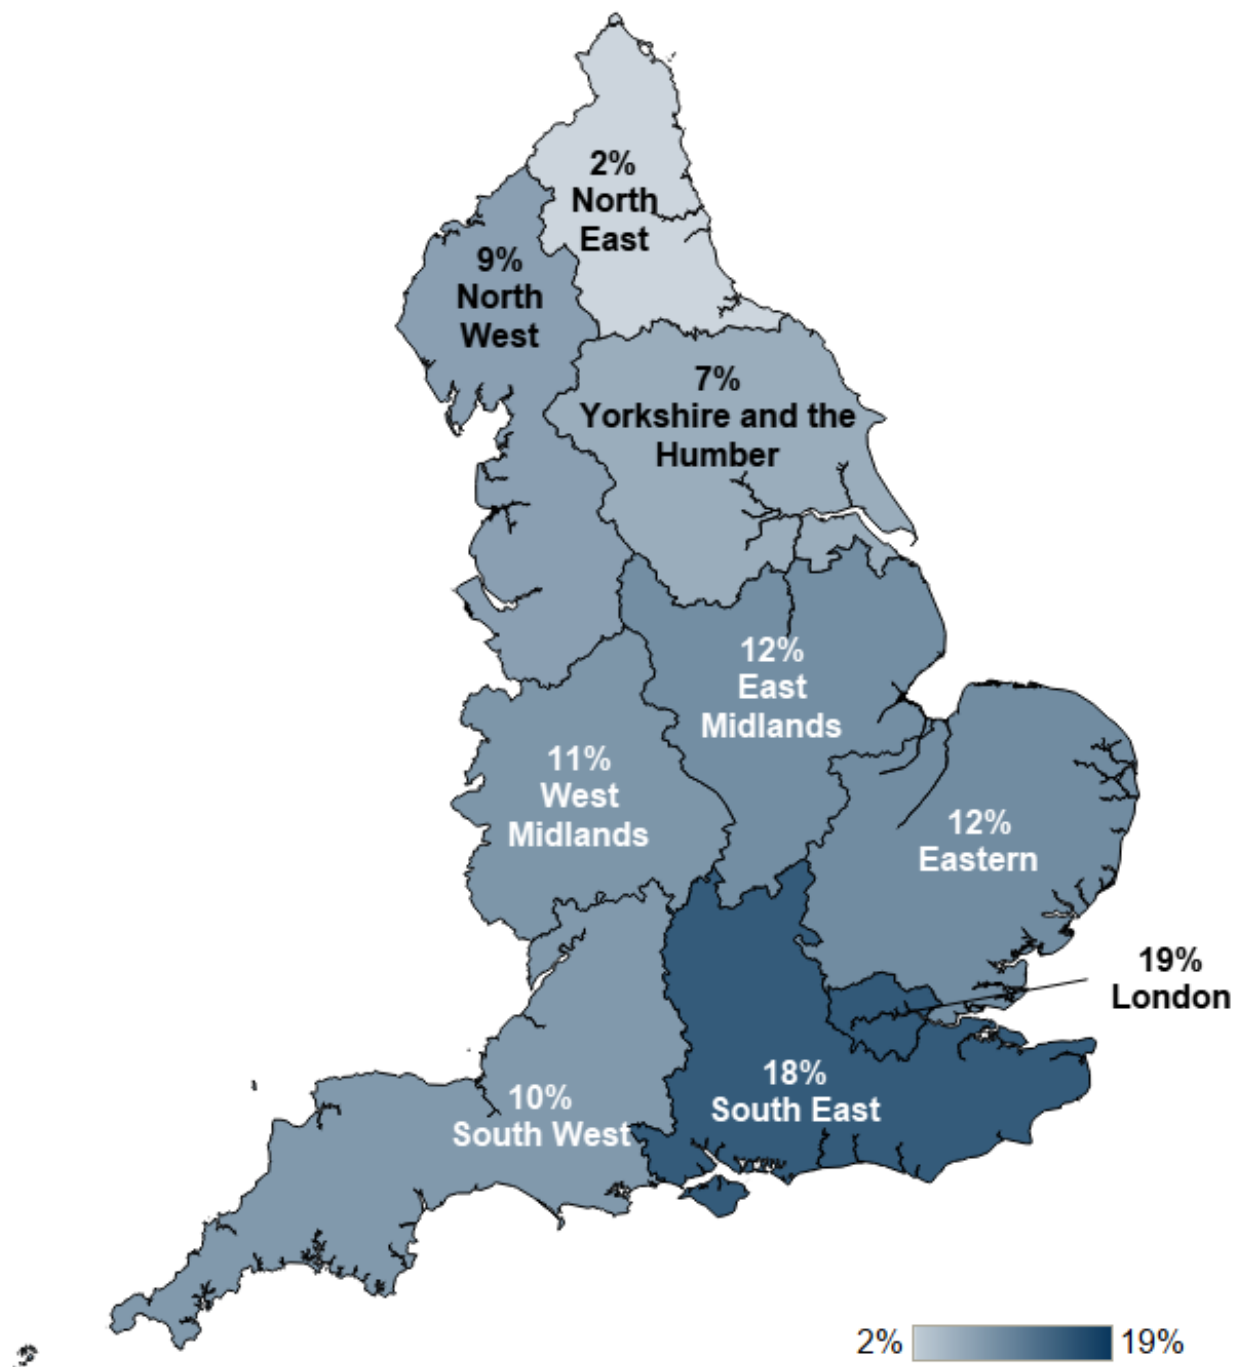 2%
North
East
9%
North
West
7%
Yorkshire and the
Humber
12%
East
Midlands
11%
West
Midlands
12%
Eastern
19%
London
18%
South East
10%
South West
2% 19%